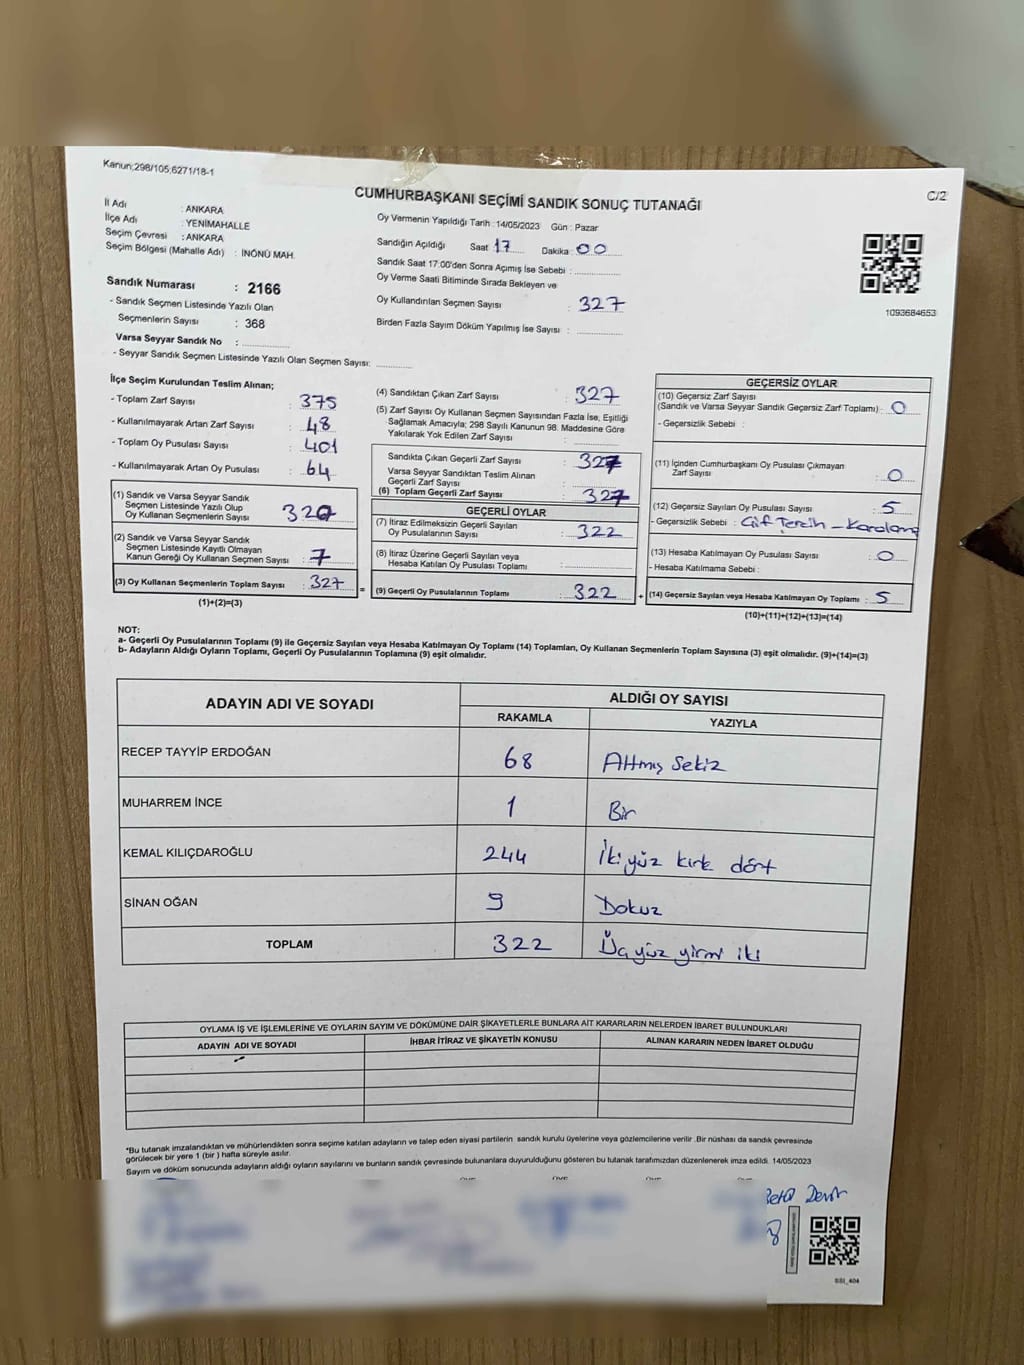 Kanun;298/105;6271/18-1
CUMHURBAŞKANI SEÇİMİ SANDIK SONUÇ TUTANAĞI
C/2
İl Adı : ANKARA
İlçe Adı : YENİMAHALLE
Seçim Çevresi : ANKARA
Seçim Bölgesi (Mahalle Adı) : İNÖNÜ MAH.
Sandık Numarası : 2166
- Sandık Seçmen Listesinde Yazılı Olan
Seçmenlerin Sayısı : 368
Varsa Seyyar Sandık No :
- Seyyar Sandık Seçmen Listesinde Yazılı Olan Seçmen Sayısı:
Oy Vermenin Yapıldığı Tarih :14/05/2023 Gün : Pazar
Sandığın Açıldığı Saat 17 Dakika 00
Sandık Saat 17:00'den Sonra Açımış İse Sebebi :
Oy Verme Saati Bitiminde Sırada Bekleyen ve
Oy Kullandırılan Seçmen Sayısı : 327
Birden Fazla Sayım Döküm Yapılmış İse Sayısı :
1093684653
İlçe Seçim Kurulundan Teslim Alınan;
- Toplam Zarf Sayısı : 375
- Kullanılmayarak Artan Zarf Sayısı : 48
- Toplam Oy Pusulası Sayısı : 401
- Kullanılmayarak Artan Oy Pusulası : 64
(1) Sandık ve Varsa Seyyar Sandık
Seçmen Listesinde Yazılı Olup
Oy Kullanan Seçmenlerin Sayısı : 320
(2) Sandık ve Varsa Seyyar Sandık
Seçmen Listesinde Kayıtlı Olmayan
Kanun Gereği Oy Kullanan Seçmen Sayısı : 7
(3) Oy Kullanan Seçmenlerin Toplam Sayısı : 327 =
(1)+(2)=(3)
(4) Sandıktan Çıkan Zarf Sayısı : 327
(5) Zarf Sayısı Oy Kullanan Seçmen Sayısından Fazla İse, Eşitliği
Sağlamak Amacıyla; 298 Sayılı Kanunun 98. Maddesine Göre
Yakılarak Yok Edilen Zarf Sayısı :
Sandıkta Çıkan Geçerli Zarf Sayısı : 327
Varsa Seyyar Sandıktan Teslim Alınan
Geçerli Zarf Sayısı :
(6) Toplam Geçerli Zarf Sayısı : 327
GEÇERLİ OYLAR
(7) İtiraz Edilmeksizin Geçerli Sayılan
Oy Pusulalarının Sayısı : 322
(8) İtiraz Üzerine Geçerli Sayılan veya
Hesaba Katılan Oy Pusulası Toplamı :
(9) Geçerli Oy Pusulalarının Toplamı : 322 +
GEÇERSİZ OYLAR
(10) Geçersiz Zarf Sayısı
(Sandık ve Varsa Seyyar Sandık Geçersiz Zarf Toplamı) : 0
- Geçersizlik Sebebi :
(11) İçinden Cumhurbaşkanı Oy Pusulası Çıkmayan
Zarf Sayısı : 0
(12) Geçersiz Sayılan Oy Pusulası Sayısı : 5
- Geçersizlik Sebebi : Çift Tercih - Karalama
(13) Hesaba Katılmayan Oy Pusulası Sayısı : 0
- Hesaba Katılmama Sebebi :
(14) Geçersiz Sayılan veya Hesaba Katılmayan Oy Toplamı : 5
(10)+(11)+(12)+(13)=(14)
NOT:
a- Geçerli Oy Pusulalarının Toplamı (9) ile Geçersiz Sayılan veya Hesaba Katılmayan Oy Toplamı (14) Toplamları, Oy Kullanan Seçmenlerin Toplam Sayısına (3) eşit olmalıdır. (9)+(14)=(3)
b- Adayların Aldığı Oyların Toplamı, Geçerli Oy Pusulalarının Toplamına (9) eşit olmalıdır.
ADAYIN ADI VE SOYADI
ALDIĞI OY SAYISI
RAKAMLA YAZIYLA
RECEP TAYYİP ERDOĞAN 68 Altmış Sekiz
MUHARREM İNCE 1 Bir
KEMAL KILIÇDAROĞLU 244 İki yüz kırk dört
SİNAN OĞAN 9 Dokuz
TOPLAM 322 Üç yüz yirmi iki
OYLAMA İŞ VE İŞLEMLERİNE VE OYLARIN SAYIM VE DÖKÜMÜNE DAİR ŞİKAYETLERLE BUNLARA AİT KARARLARIN NELERDEN İBARET BULUNDUKLARI
ADAYIN ADI VE SOYADI İHBAR İTİRAZ VE ŞİKAYETİN KONUSU ALINAN KARARIN NEDEN İBARET OLDUĞU
*Bu tutanak imzalandıktan ve mühürlendikten sonra seçime katılan adayların ve talep eden siyasi partilerin sandık kurulu üyelerine veya gözlemcilerine verilir .Bir nüshası da sandık çevresinde
görülecek bir yere 1 (bir ) hafta süreyle asılır.
Sayım ve döküm sonucunda adayların aldığı oyların sayılarını ve bunların sandık çevresinde bulunanlara duyurulduğunu gösteren bu tutanak tarafımızdan düzenlenerek imza edildi. 14/05/2023
SSI_404